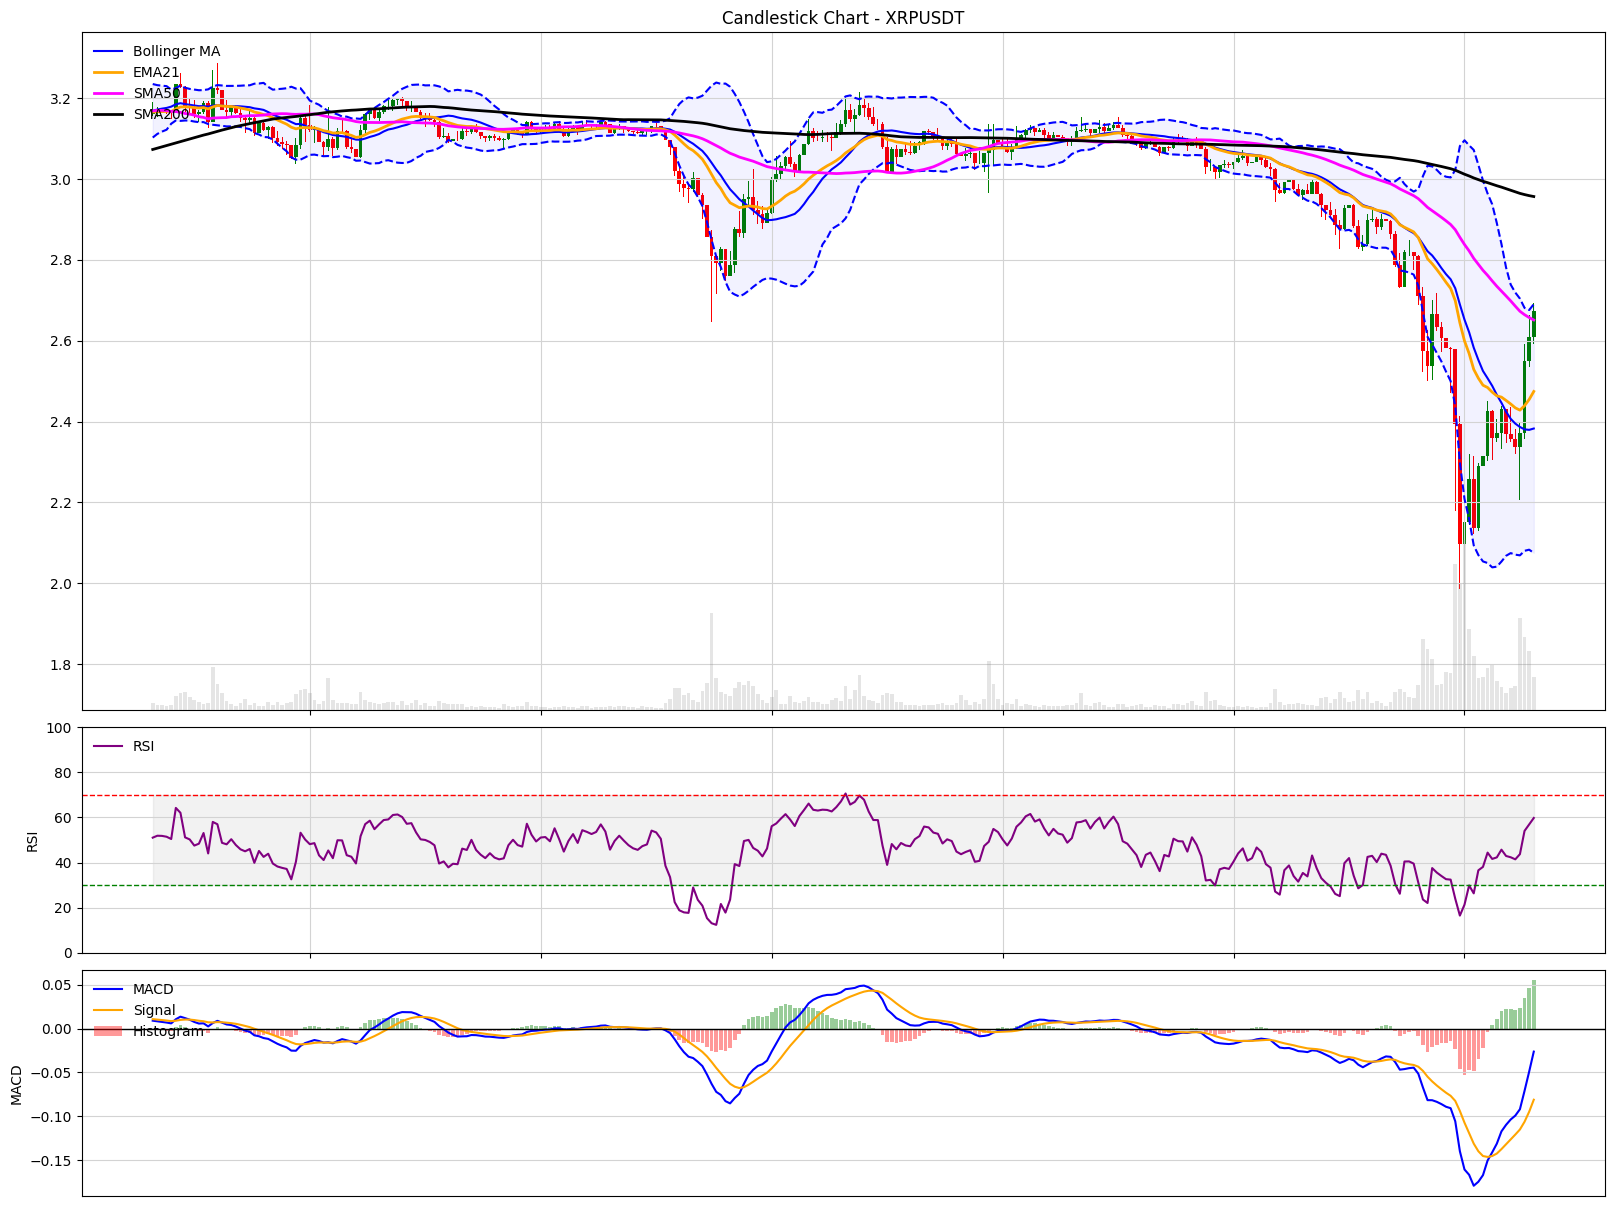 Candlestick Chart - XRPUSDT
Bollinger MA
EMA21
SMA50
SMA200
3.2
3.0
2.8
2.6
2.4
2.2
2.0
1.8
100
80
60
40
20
0
RSI
RSI
0.05
0.00
−0.05
−0.10
−0.15
MACD
MACD
Signal
Histogram